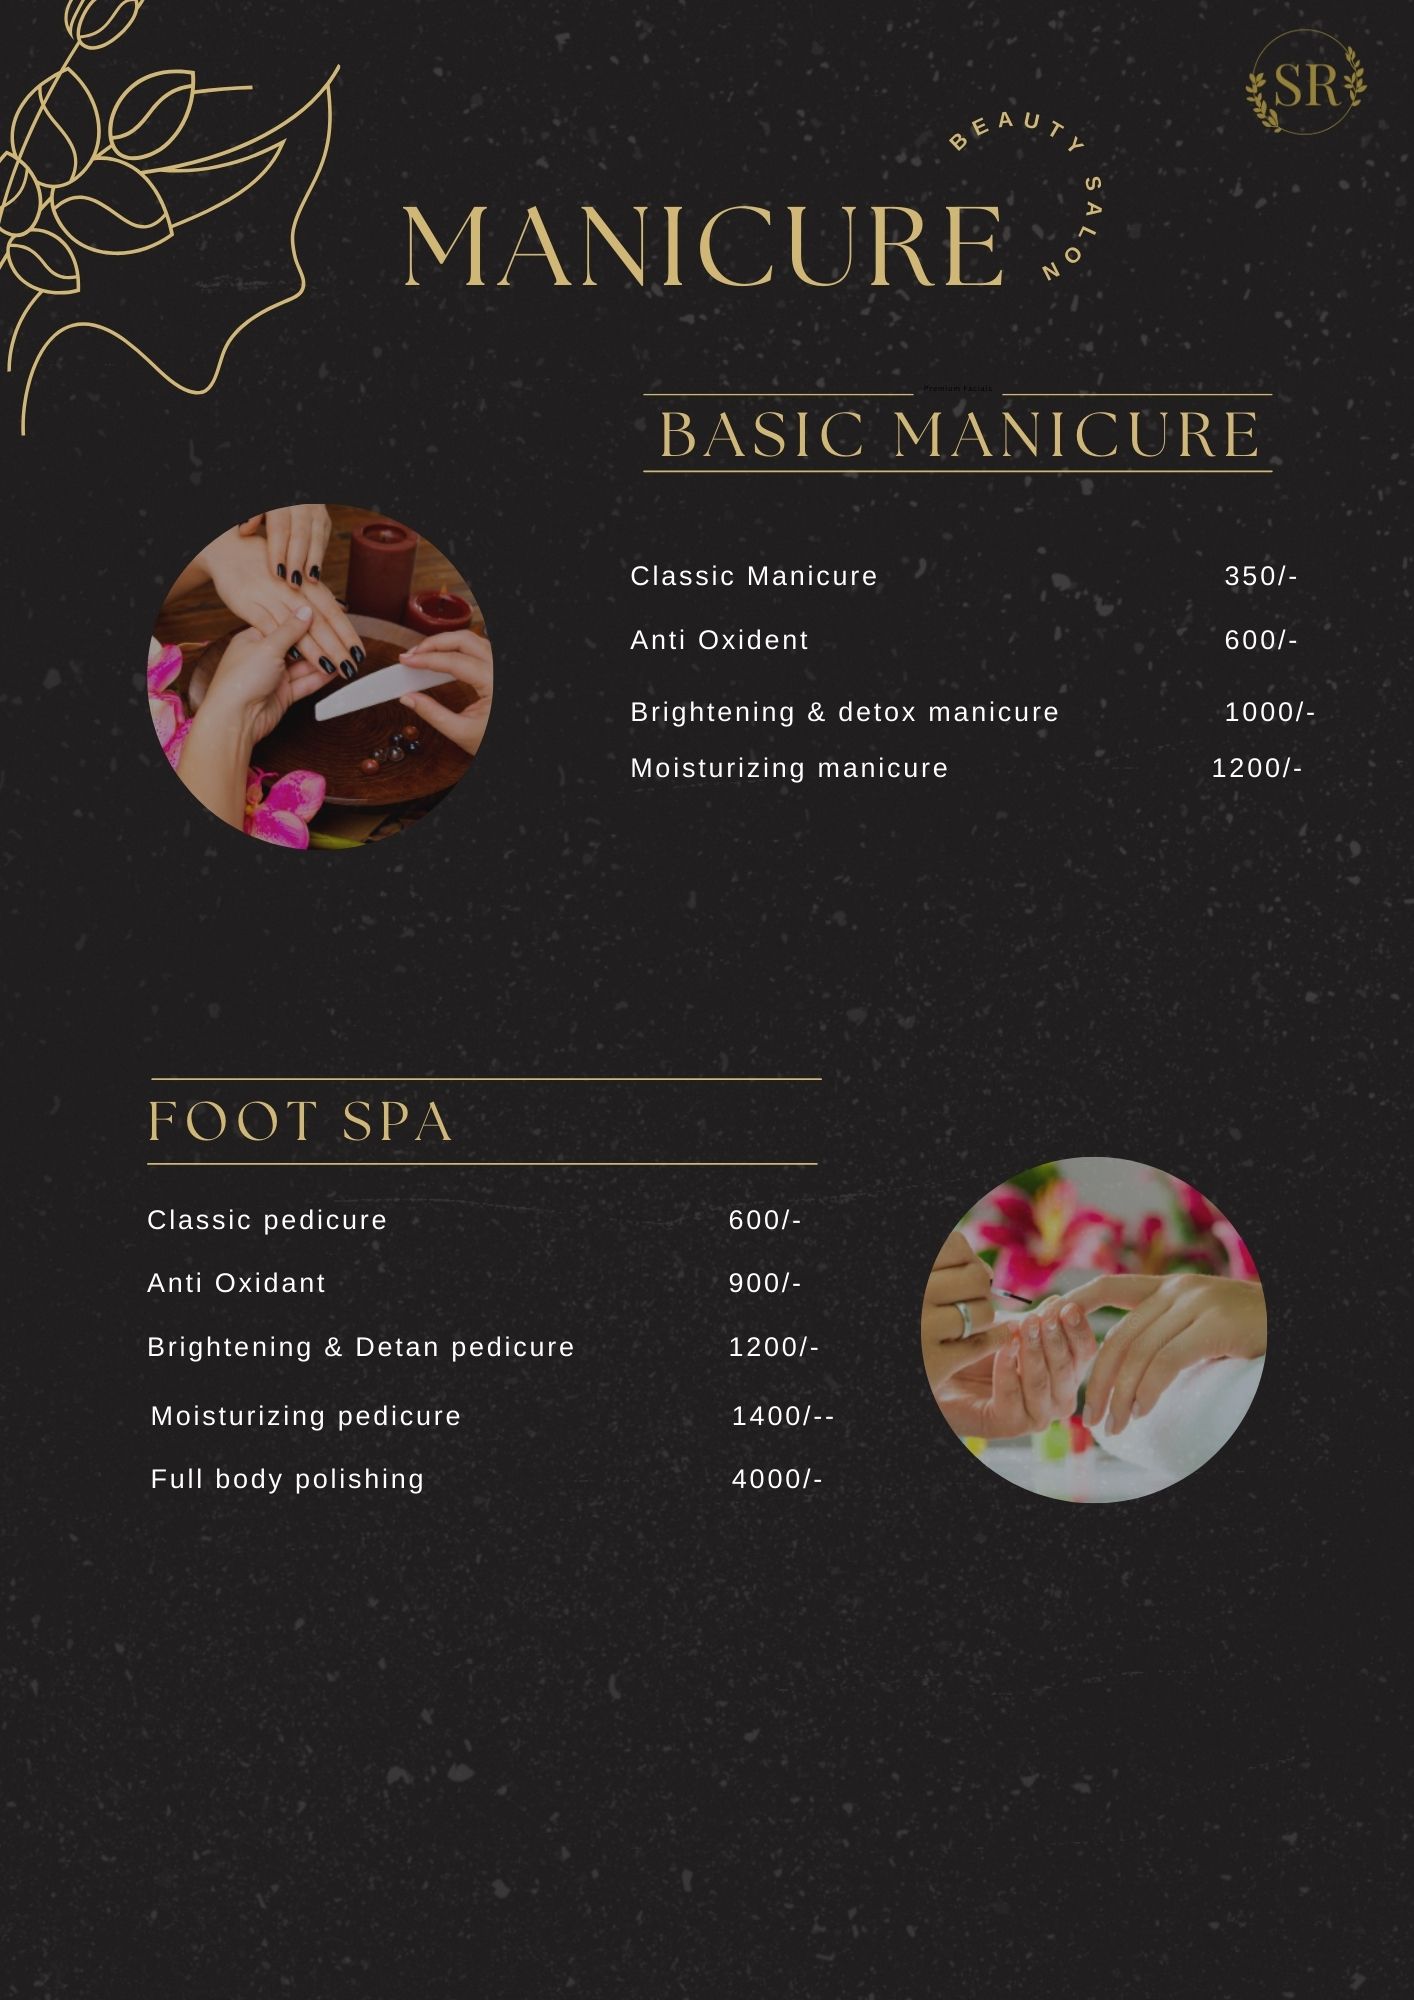 SR
BEAUTY SALON
MANICURE
Premium Facials
BASIC MANICURE
Classic Manicure 350/-
Anti Oxident 600/-
Brightening & detox manicure 1000/-
Moisturizing manicure 1200/-
FOOT SPA
Classic pedicure 600/-
Anti Oxidant 900/-
Brightening & Detan pedicure 1200/-
Moisturizing pedicure 1400/--
Full body polishing 4000/-